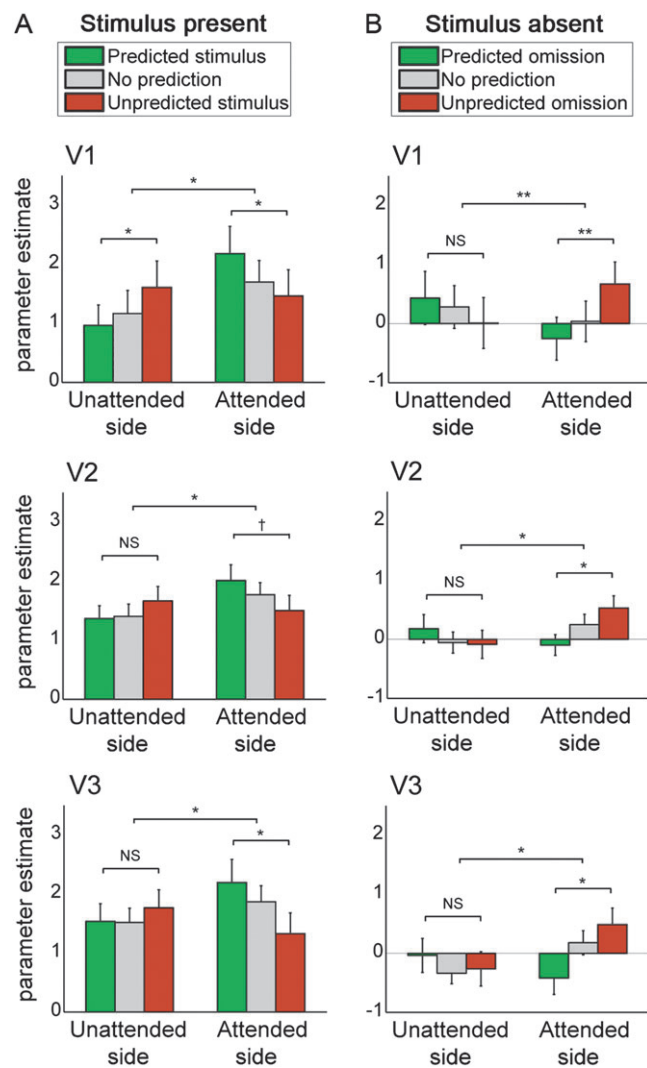 A Stimulus present
Predicted stimulus
No prediction
Unpredicted stimulus
B Stimulus absent
Predicted omission
No prediction
Unpredicted omission
V1
parameter estimate
3
2
1
0
*
*
*
Unattended side
Attended side
V1
2
1
0
-1
NS
**
**
Unattended side
Attended side
V2
parameter estimate
3
2
1
0
NS
*
†
Unattended side
Attended side
V2
2
1
0
-1
NS
*
*
Unattended side
Attended side
V3
parameter estimate
3
2
1
0
NS
*
*
Unattended side
Attended side
V3
2
1
0
-1
NS
*
*
Unattended side
Attended side